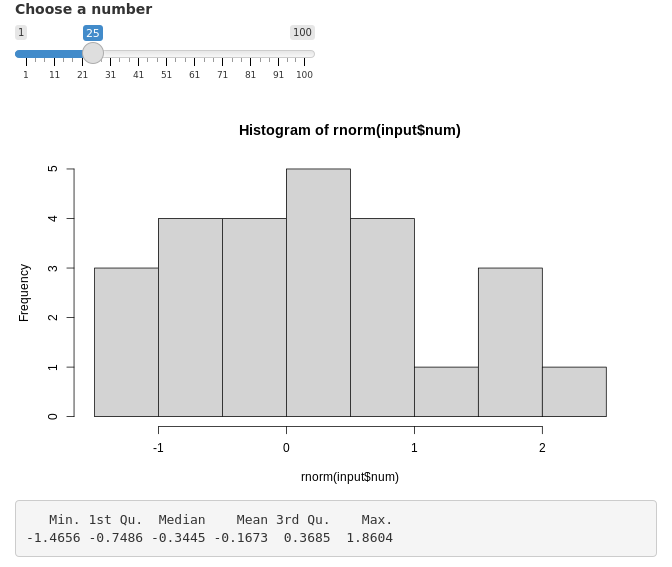 Choose a number
1 25 100
1 11 21 31 41 51 61 71 81 91 100
Histogram of rnorm(input$num)
5
4
3
2
1
0
Frequency
-1 0 1 2
rnorm(input$num)
Min. 1st Qu. Median Mean 3rd Qu. Max.
-1.4656 -0.7486 -0.3445 -0.1673 0.3685 1.8604